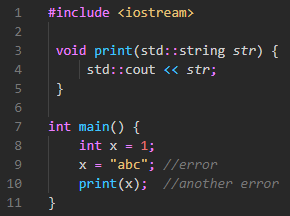 1 #include <iostream>
2
3 void print(std::string str) {
4     std::cout << str;
5 }
6
7 int main() {
8     int x = 1;
9     x = "abc"; //error
10     print(x);  //another error
11 }